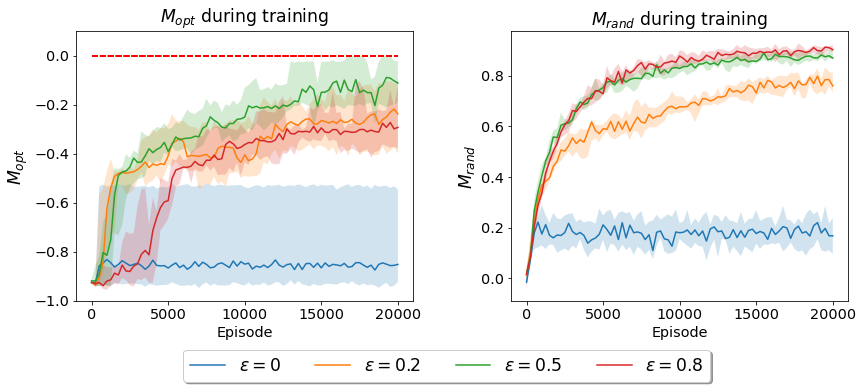 M_opt during training
M_opt
0.0
−0.2
−0.4
−0.6
−0.8
−1.0
0 5000 10000 15000 20000
Episode
M_rand during training
M_rand
0.8
0.6
0.4
0.2
0.0
0 5000 10000 15000 20000
Episode
ε = 0 ε = 0.2 ε = 0.5 ε = 0.8